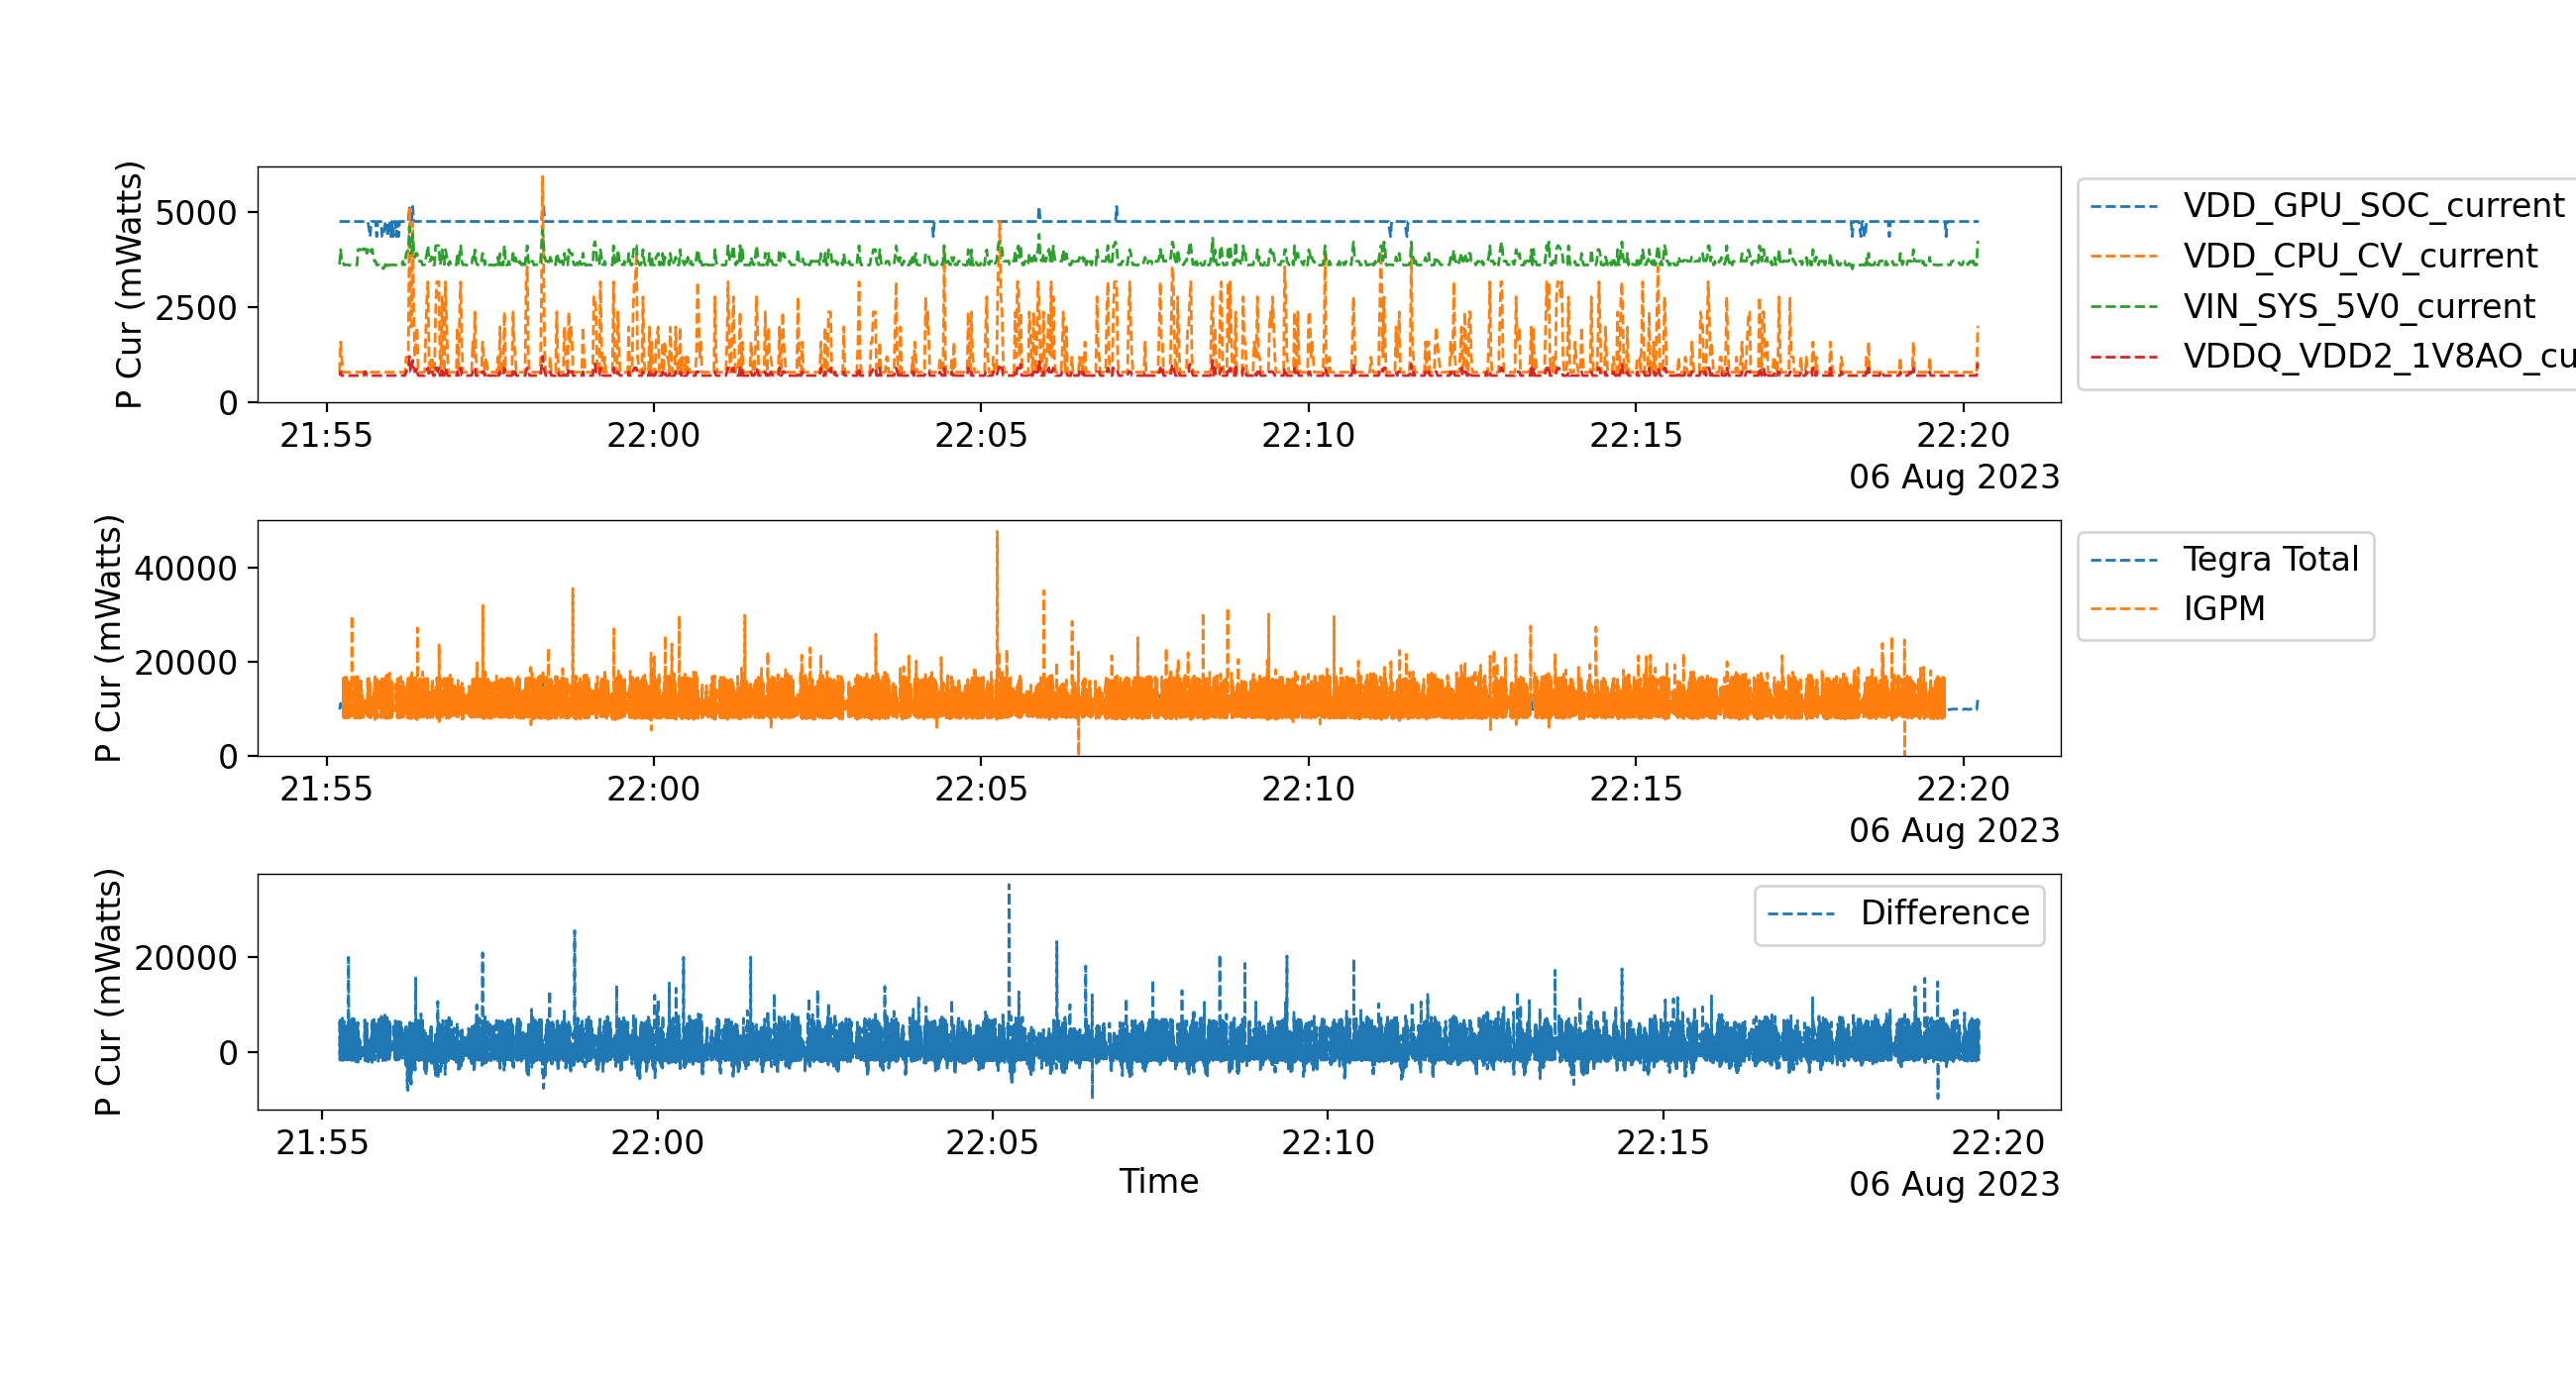 P Cur (mWatts)
5000
2500
0
21:55 22:00 22:05 22:10 22:15 22:20
06 Aug 2023
VDD_GPU_SOC_current
VDD_CPU_CV_current
VIN_SYS_5V0_current
VDDQ_VDD2_1V8AO_cu
P Cur (mWatts)
40000
20000
0
21:55 22:00 22:05 22:10 22:15 22:20
06 Aug 2023
Tegra Total
IGPM
P Cur (mWatts)
20000
0
Difference
21:55 22:00 22:05 22:10 22:15 22:20
Time
06 Aug 2023